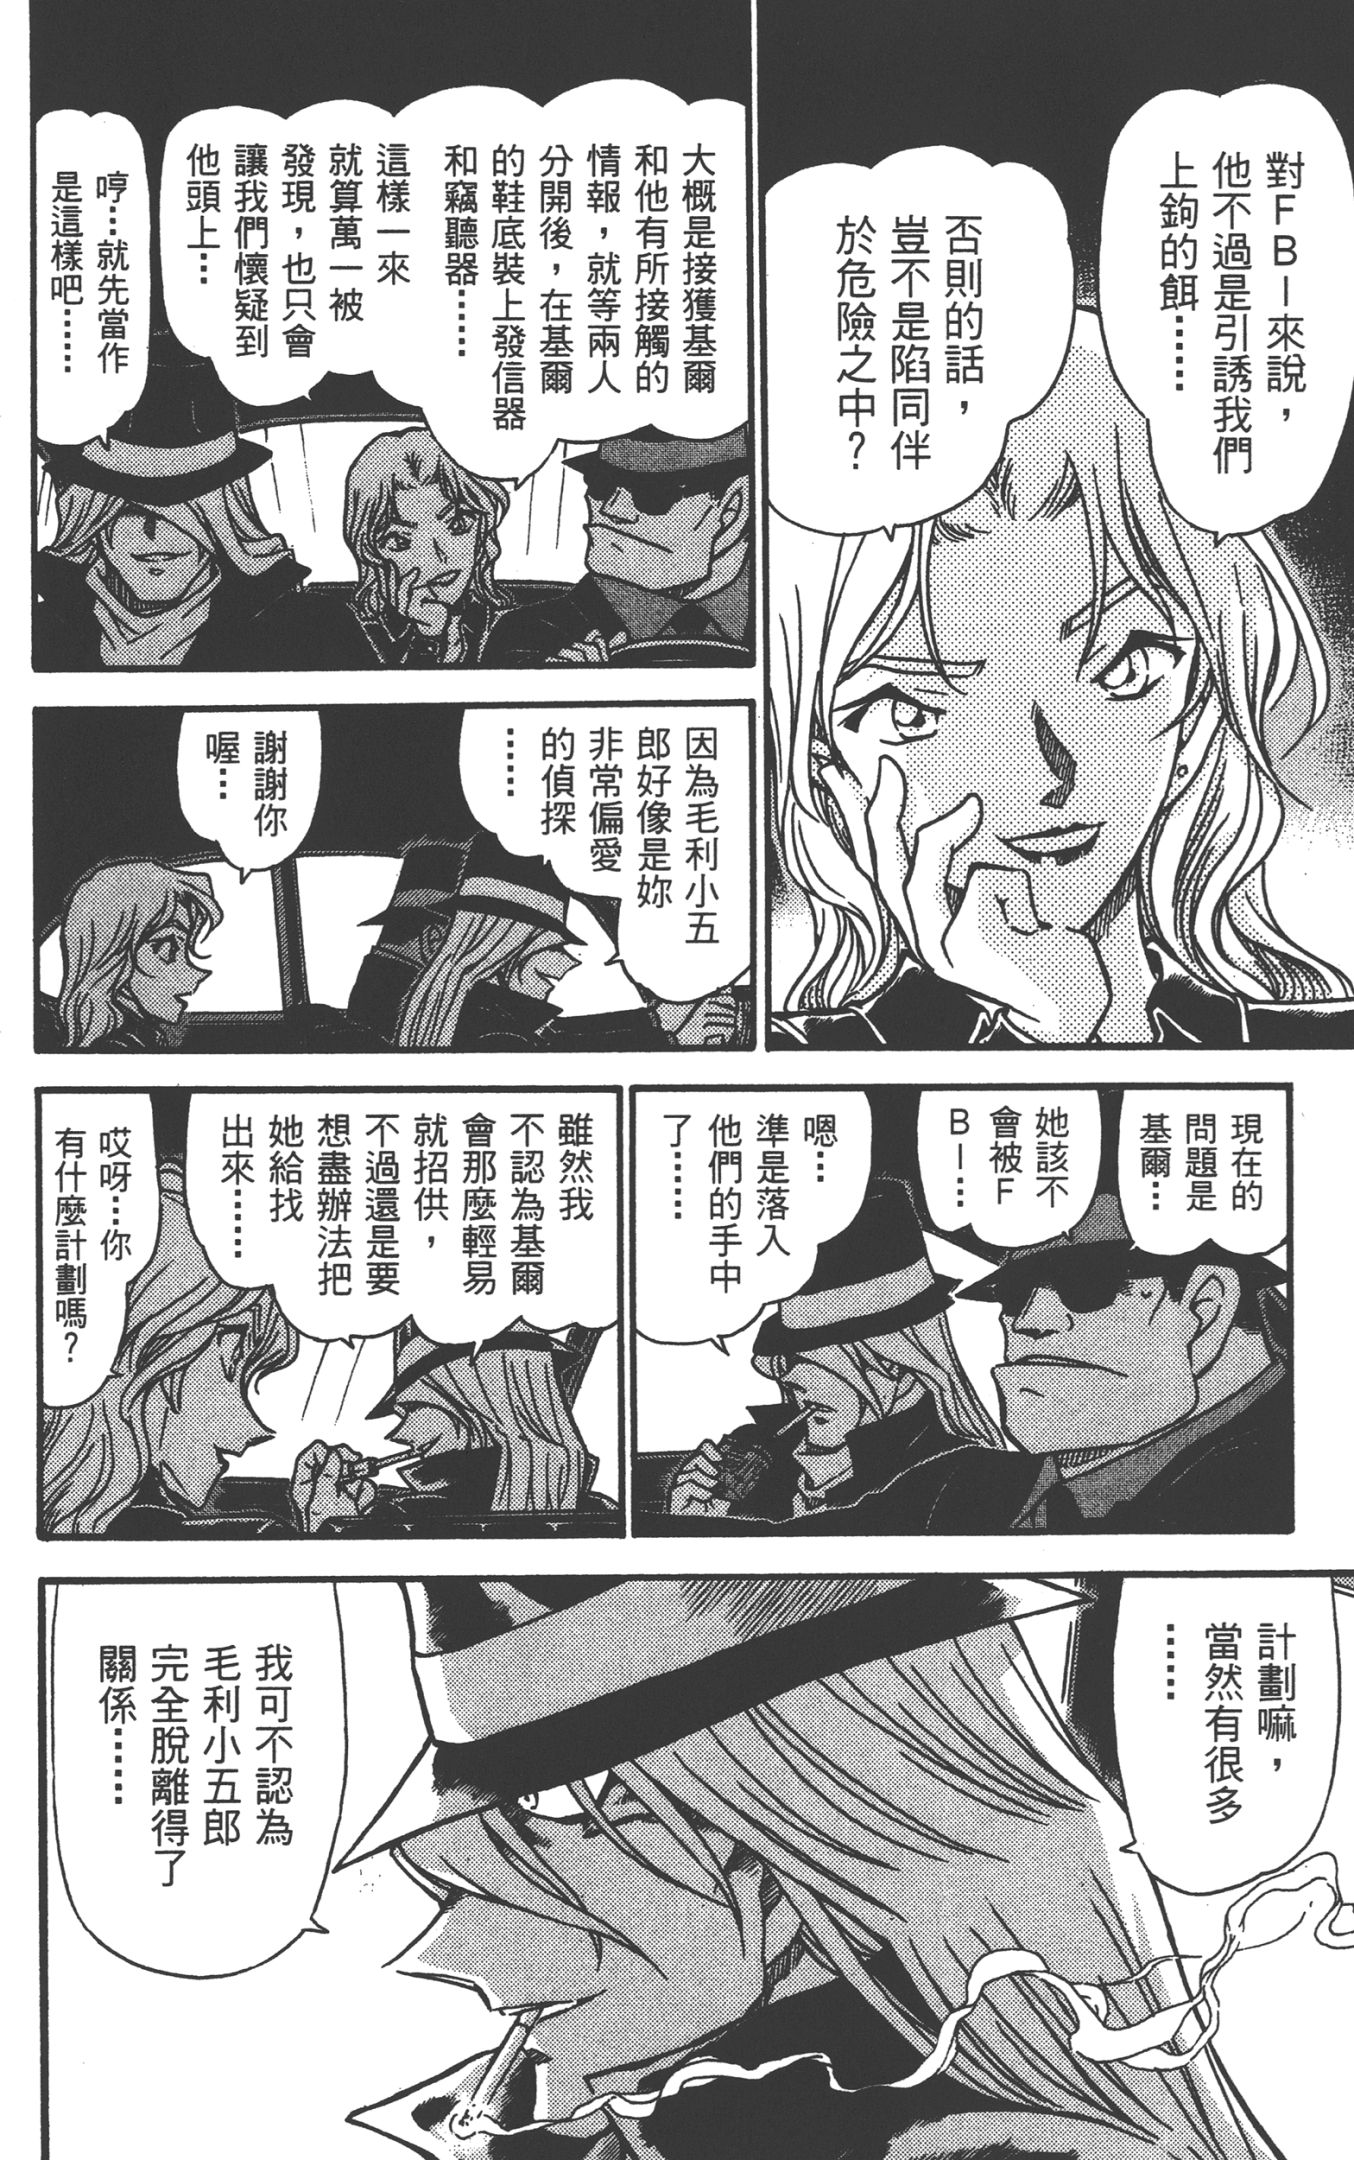 對FBI來說，
他不過是引誘我們
上鉤的餌……
否則的話，
豈不是陷同伴
於危險之中？
大概是接獲基爾
和他有所接觸的
情報，就等兩人
分開後，在基爾
的鞋底裝上發信器
和竊聽器……
這樣一來
就算萬一被
發現，也只會
讓我們懷疑到
他頭上…
哼…就先當作
是這樣吧……
因為毛利小五
郎好像是妳
非常偏愛
的偵探
……
謝謝你
喔…
現在的
問題是
基爾…
她該不
會被F
BI…
嗯…
準是落入
他們的手中
了……
雖然我
不認為基爾
會那麼輕易
就招供，
不過還是要
想盡辦法把
她給找
出來……
哎呀…你
有什麼計劃嗎？
計劃嘛，
當然有很多
……
我可不認為
毛利小五郎
完全脫離得了
關係……